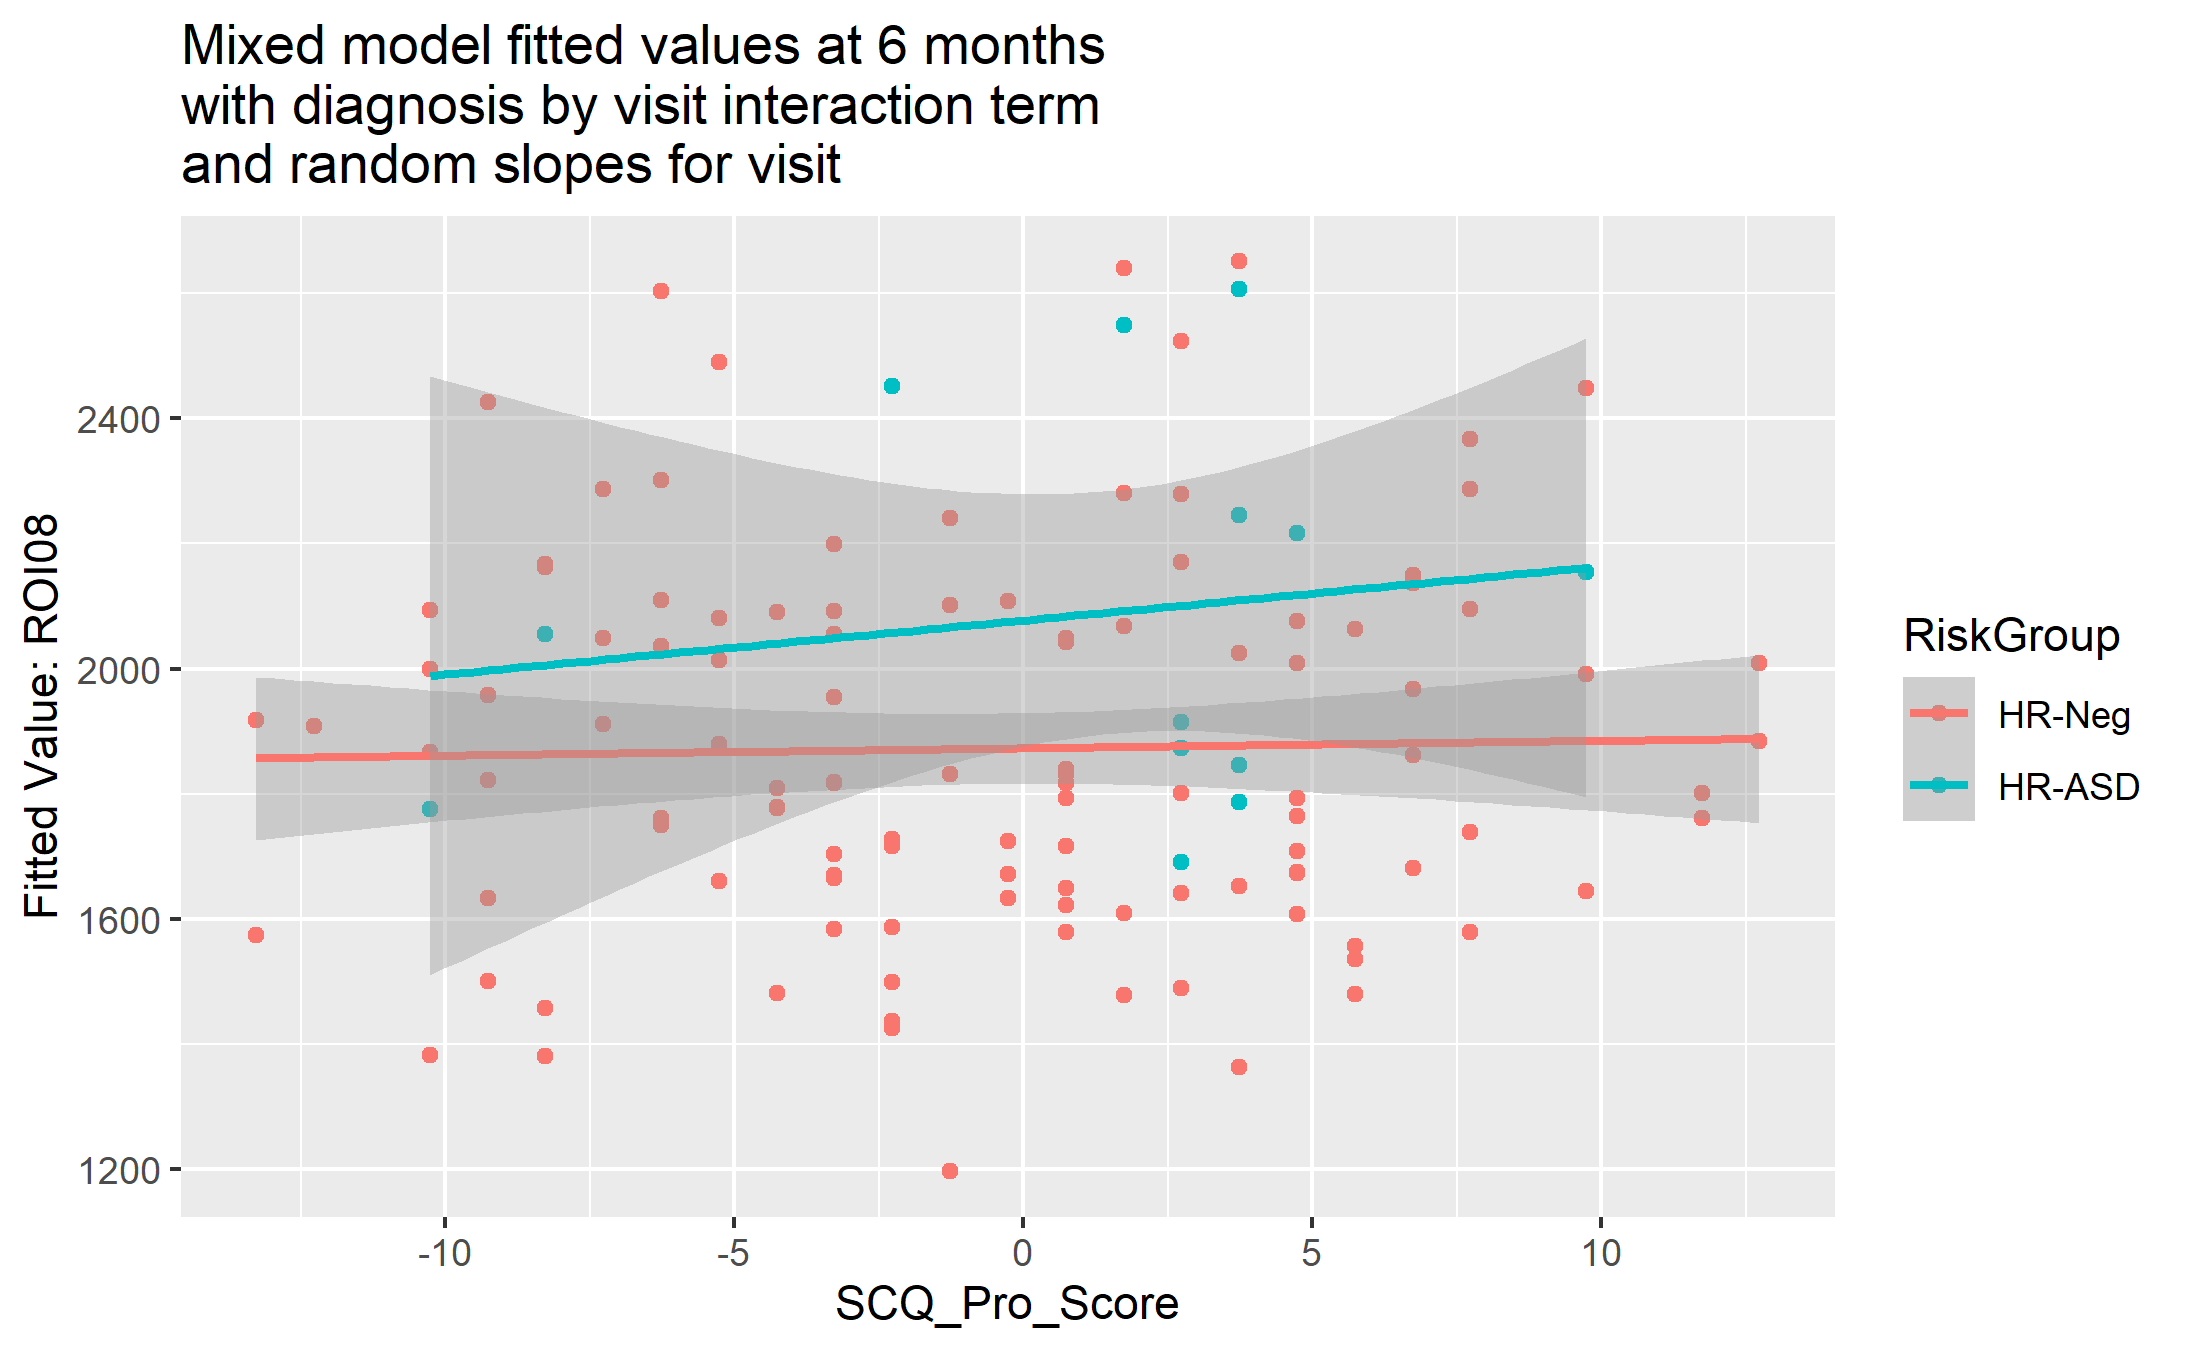 Mixed model fitted values at 6 months
with diagnosis by visit interaction term
and random slopes for visit
Fitted Value: ROI08
2400
2000
1600
1200
-10
-5
0
5
10
SCQ_Pro_Score
RiskGroup
HR-Neg
HR-ASD